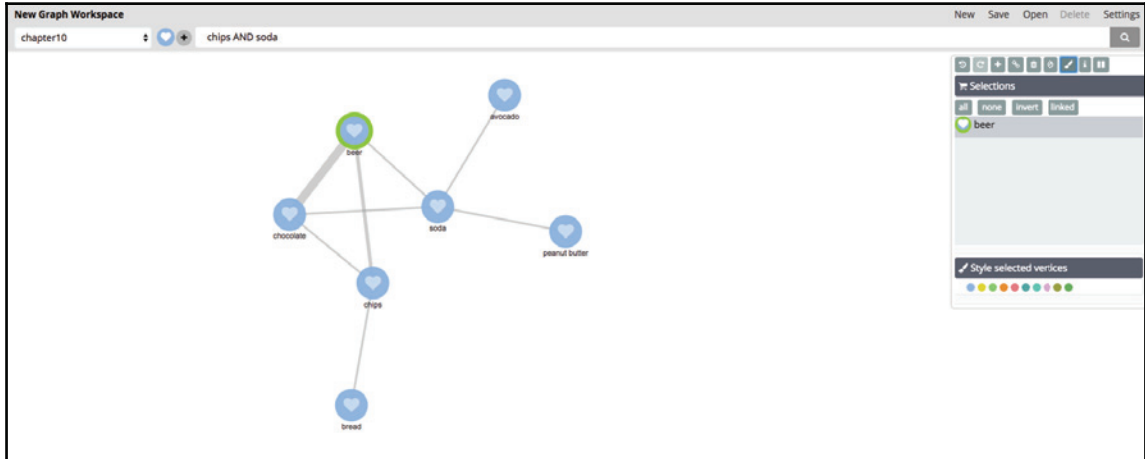 New Graph Workspace
New Save Open Delete Settings
chapter10
chips AND soda
Selections
all none invert linked
beer
Style selected vertices
avocado
beer
soda
chocolate
peanut butter
chips
bread